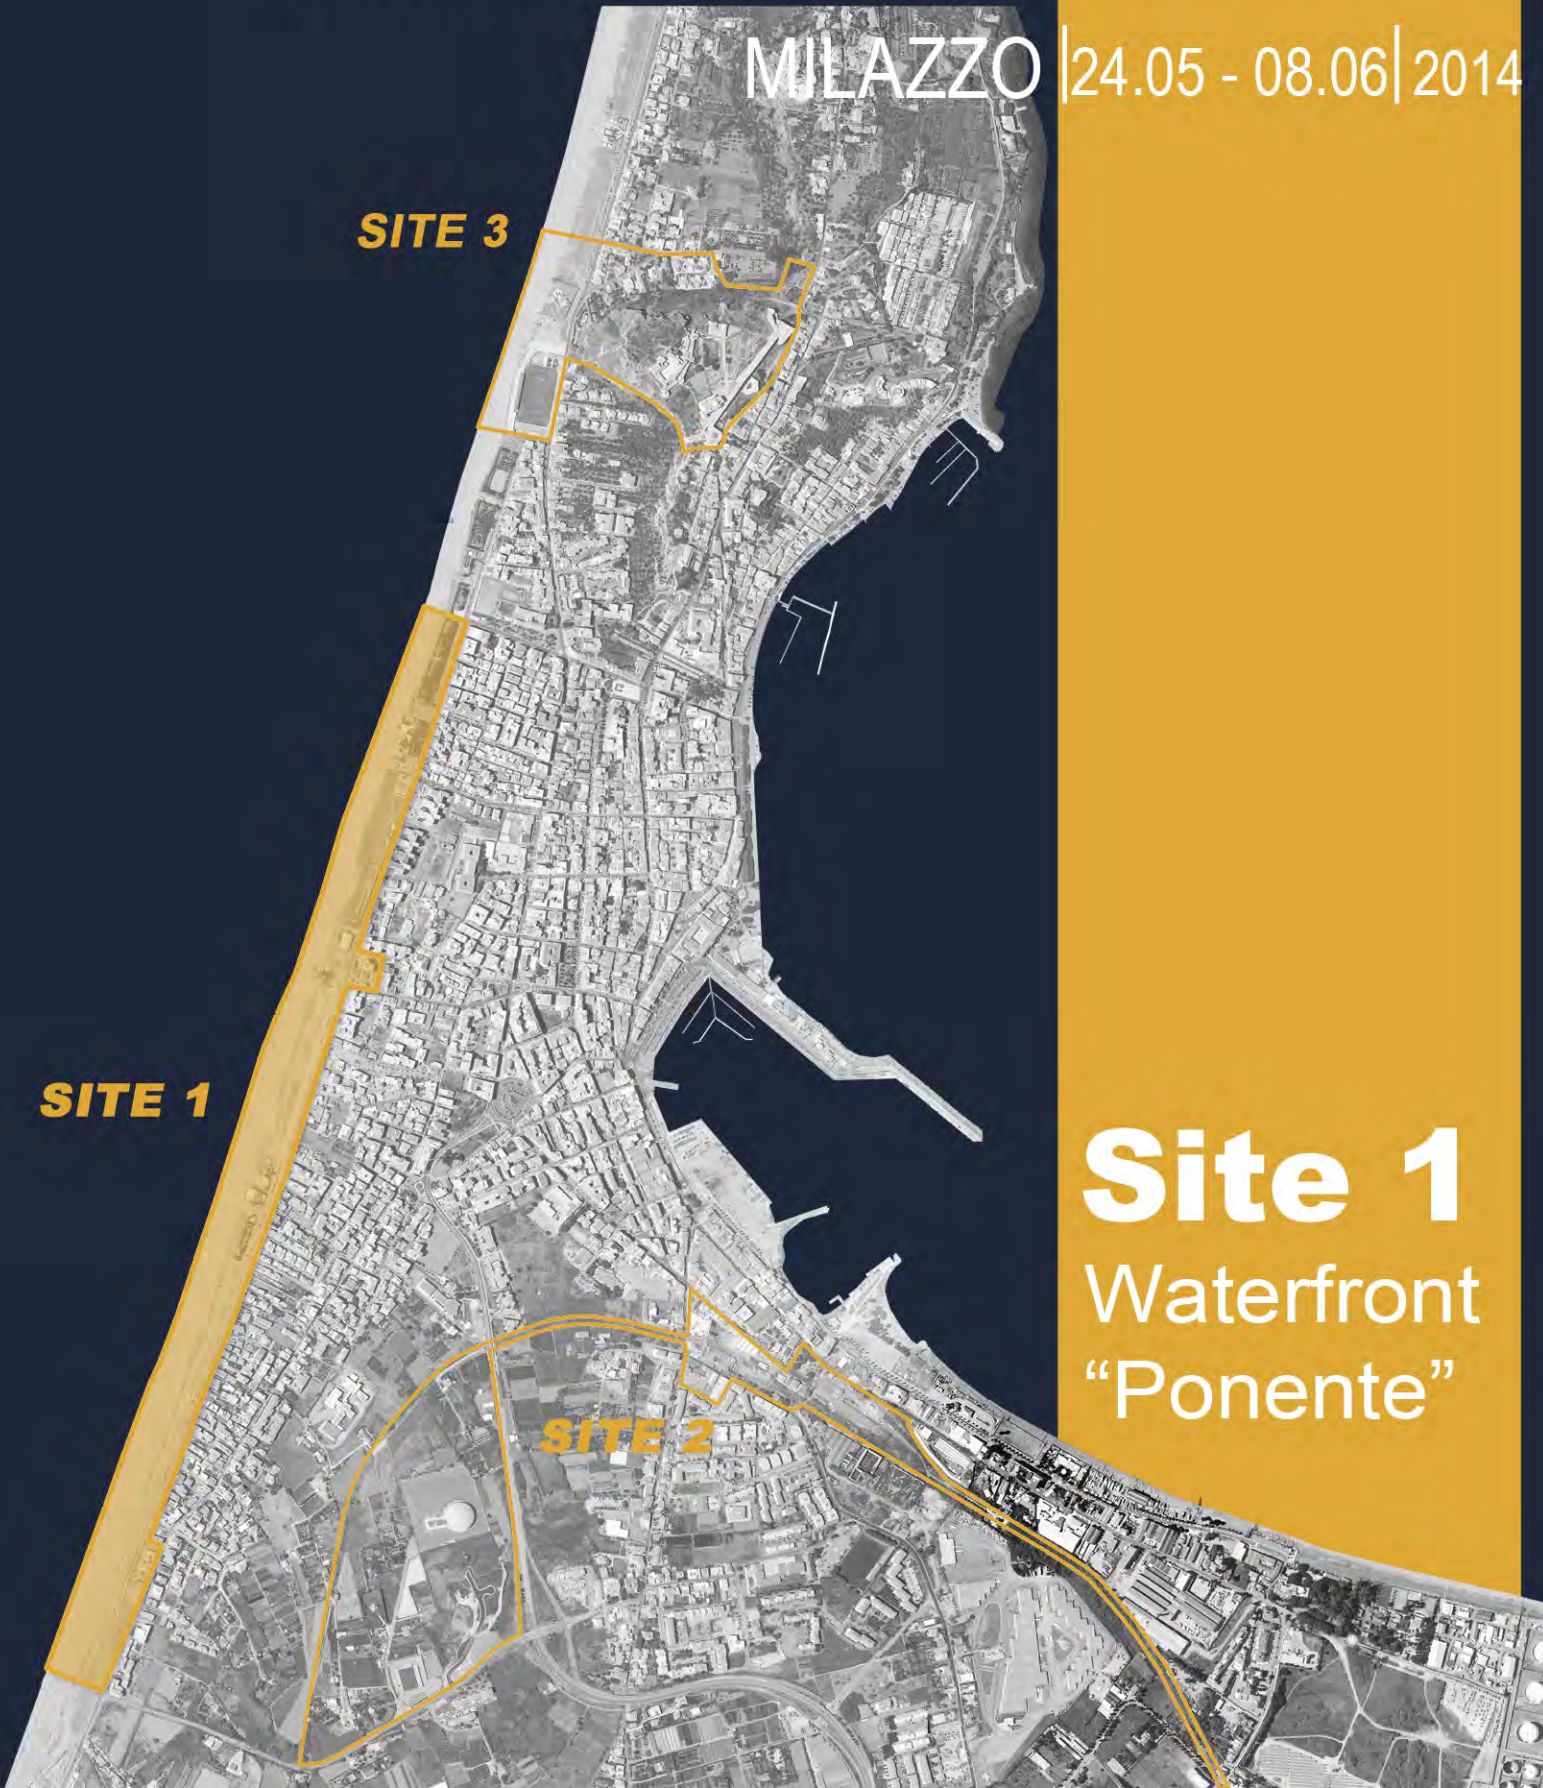 MILAZZO |24.05 - 08.06| 2014
SITE 3
SITE 1
Site 1
Waterfront
“Ponente”
SITE 2